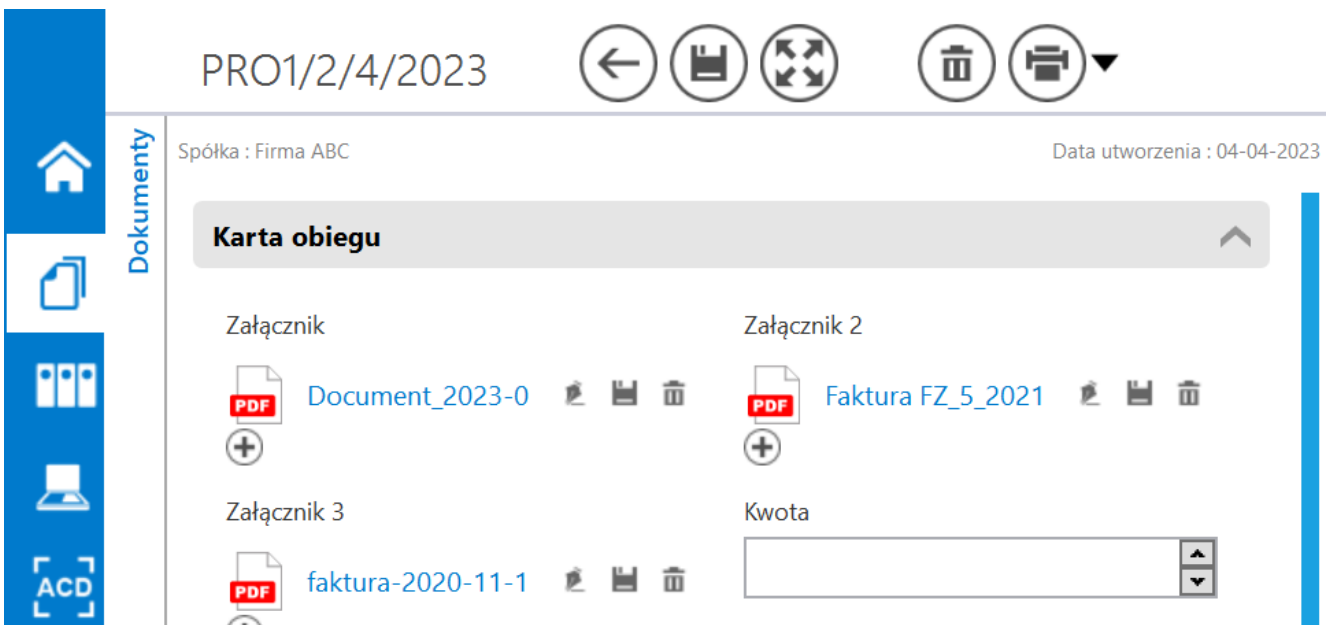 PRO1/2/4/2023
Dokumenty
Spółka : Firma ABC
Data utworzenia : 04-04-2023
Karta obiegu
Załącznik
Załącznik 2
PDF
Document_2023-0
PDF
Faktura FZ_5_2021
Załącznik 3
Kwota
PDF
faktura-2020-11-1
ACD